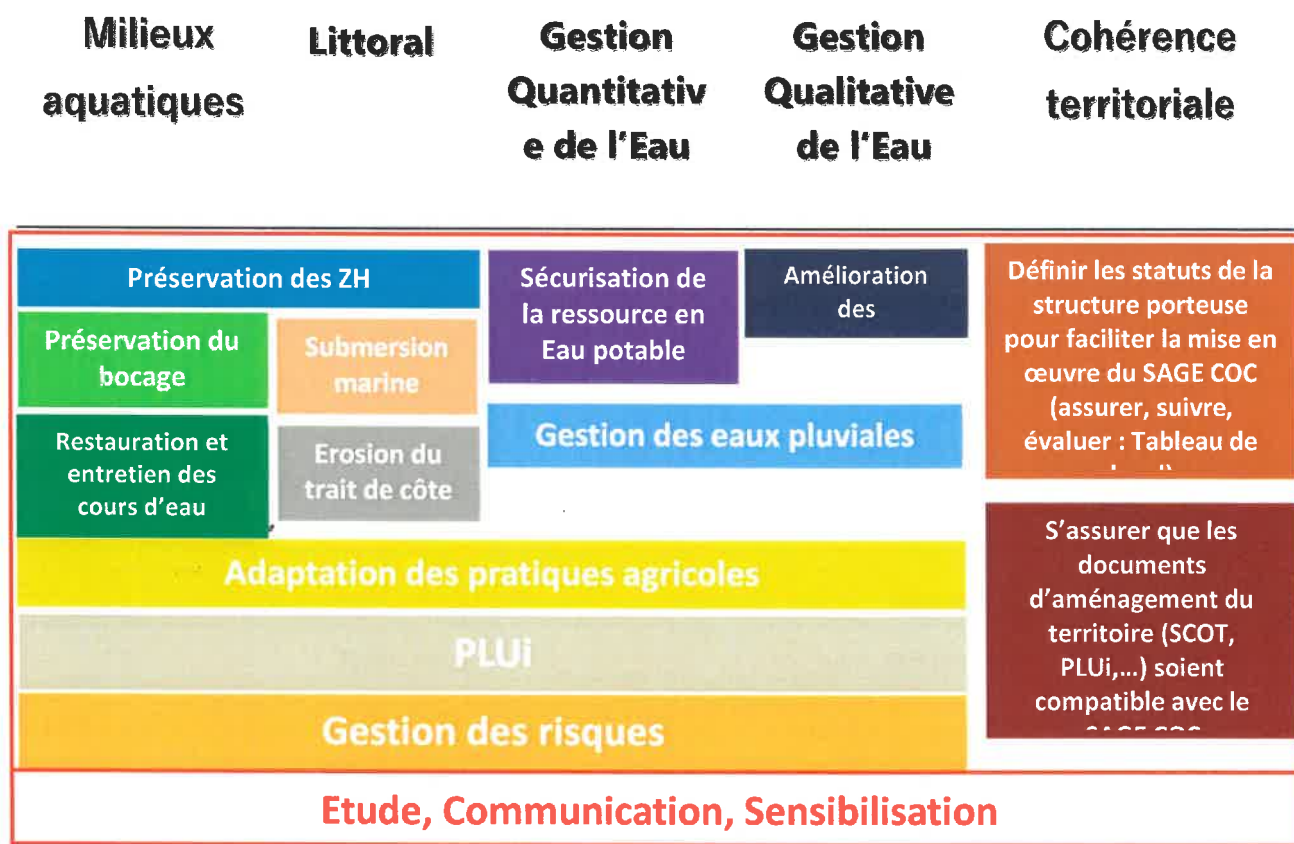 Milieux
aquatiques
Littoral
Gestion
Quantitativ
e de l'Eau
Gestion
Qualitative
de l'Eau
Cohérence
territoriale
Préservation des ZH
Préservation du
bocage
Restauration et
entretien des
cours d'eau
Submersion
marine
Erosion du
trait de côte
Sécurisation de
la ressource en
Eau potable
Amélioration
des
Gestion des eaux pluviales
Adaptation des pratiques agricoles
PLUi
Gestion des risques
Définir les statuts de la
structure porteuse
pour faciliter la mise en
œuvre du SAGE COC
(assurer, suivre,
évaluer : Tableau de
S'assurer que les
documents
d'aménagement du
territoire (SCOT,
PLUi,...) soient
compatible avec le
SAGE COC
Etude, Communication, Sensibilisation